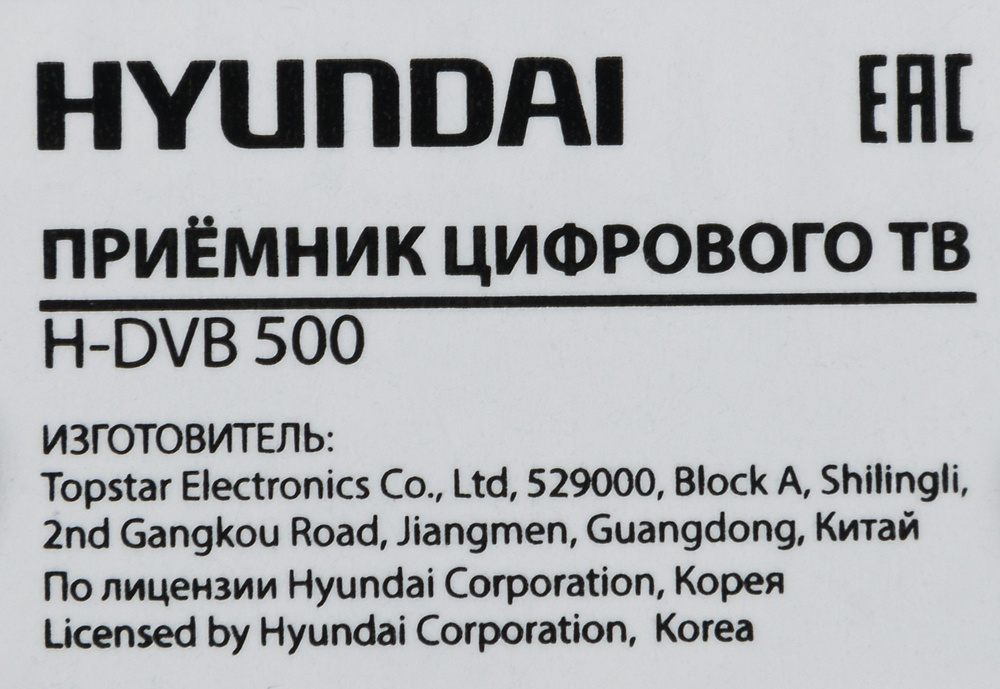 HYUNDAI EAC
ПРИЁМНИК ЦИФРОВОГО ТВ
H-DVB 500
ИЗГОТОВИТЕЛЬ:
Topstar Electronics Co., Ltd, 529000, Block A, Shilingli,
2nd Gangkou Road, Jiangmen, Guangdong, Китай
По лицензии Hyundai Corporation, Корея
Licensed by Hyundai Corporation, Korea